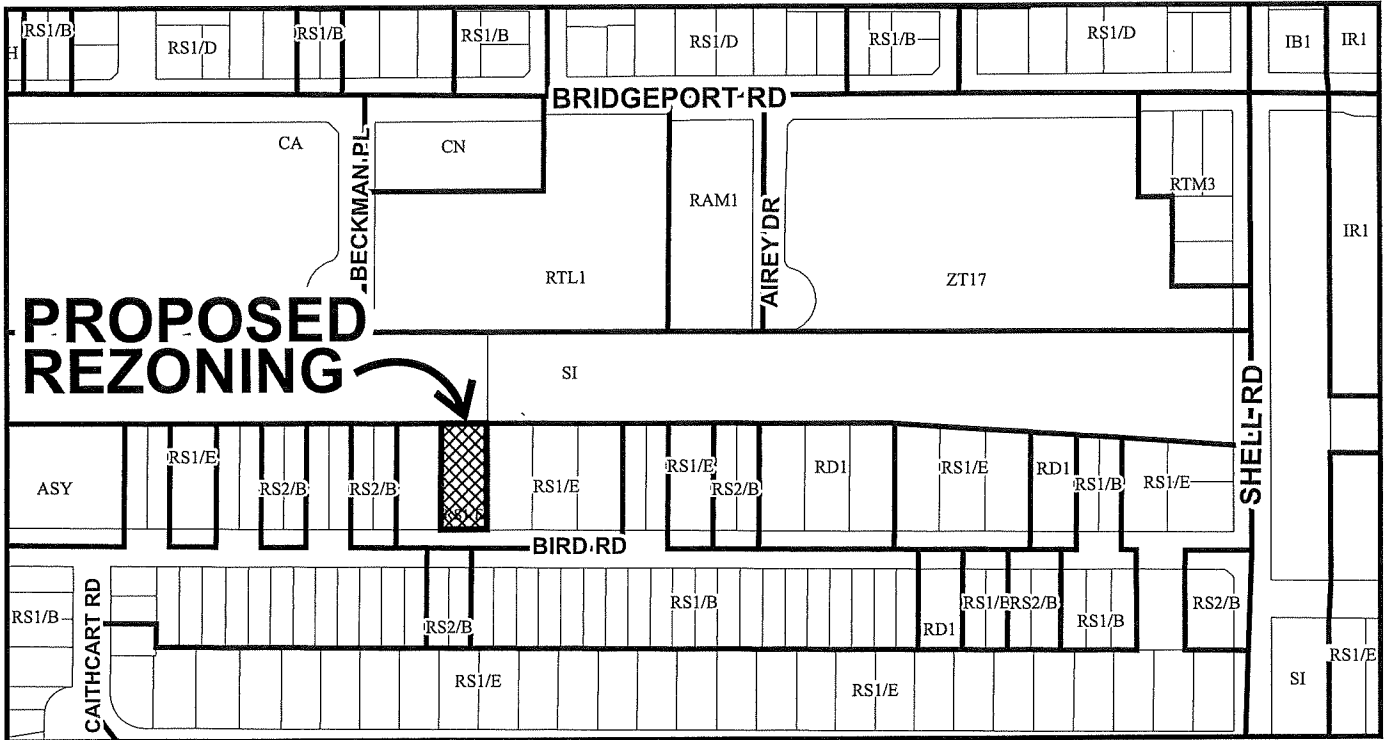 RS1/B
RS1/D
RS1/B
RS1/B
RS1/D
RS1/B
RS1/D
IB1
IR1
H
BRIDGEPORT RD
CA
BECKMAN PL
CN
RAM1
AIREY DR
RTM3
IR1
RTL1
ZT17
PROPOSED
REZONING
SI
SHELL RD
ASY
RS1/E
RS2/B
RS2/B
RS1/E
RS1/E
RS2/B
RD1
RS1/E
RD1
RS1/B
RS1/E
BIRD RD
RS1/B
CAITHCART RD
RS2/B
RS1/B
RD1
RS1/E
RS2/B
RS1/B
RS2/B
RS1/E
RS1/E
SI
RS1/E